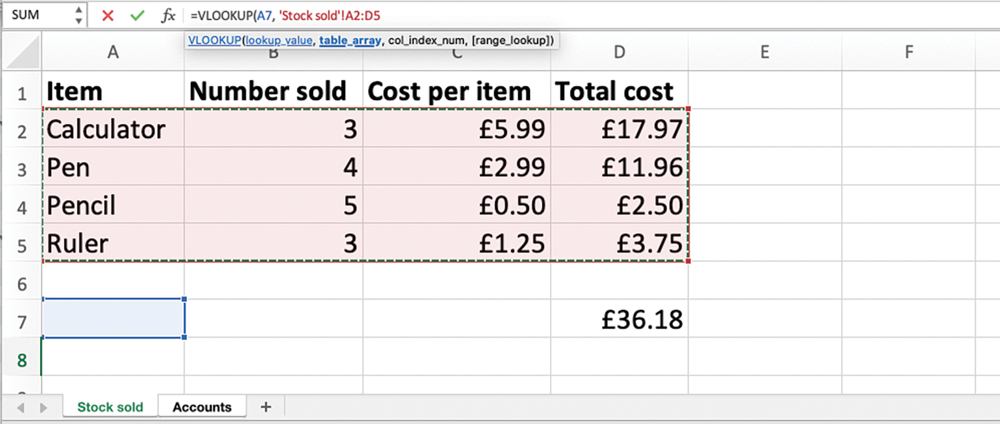 SUM fx =VLOOKUP(A7, 'Stock sold'!A2:D5
VLOOKUP(lookup_value, table_array, col_index_num, [range_lookup])
A B C D E F
1 Item Number sold Cost per item Total cost
2 Calculator 3 £5.99 £17.97
3 Pen 4 £2.99 £11.96
4 Pencil 5 £0.50 £2.50
5 Ruler 3 £1.25 £3.75
6
7 £36.18
8
Stock sold Accounts +